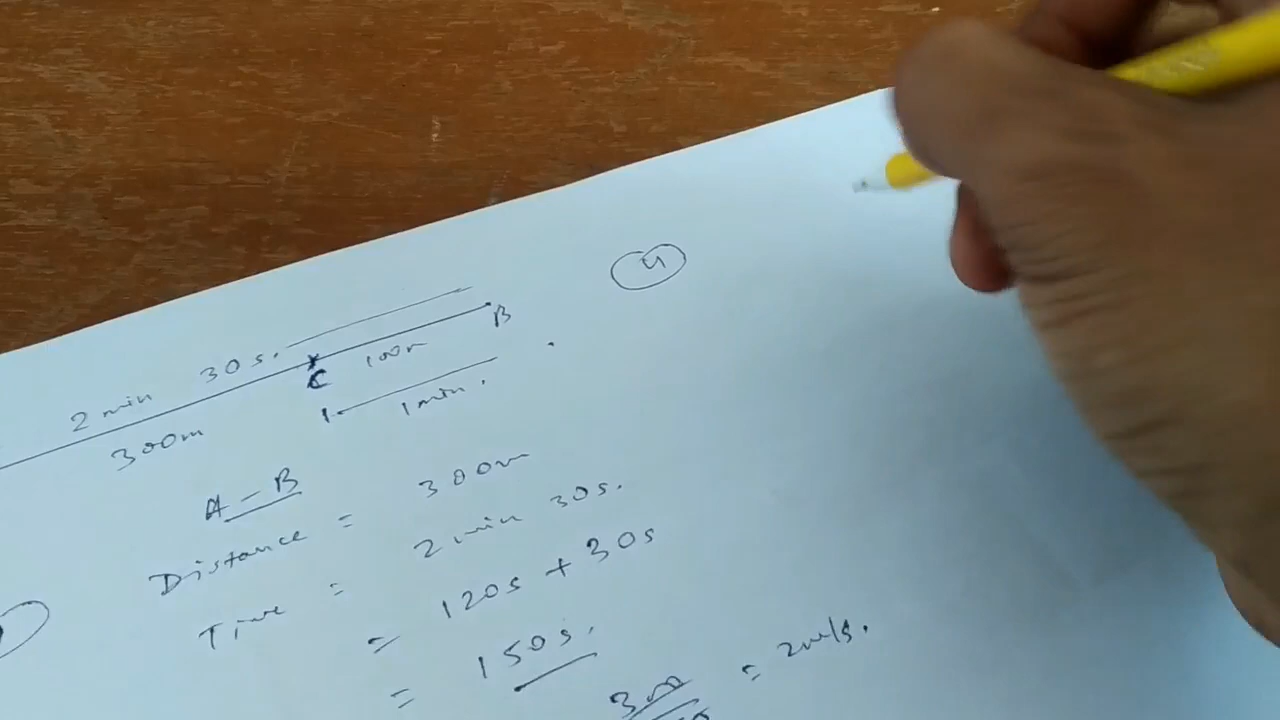 4
2 min 30s.
B
C
100m
300m
1 min.
A - B
Distance = 300m
Time = 2 min 30s.
= 120s + 30s
= 150s.
= 2m/s.